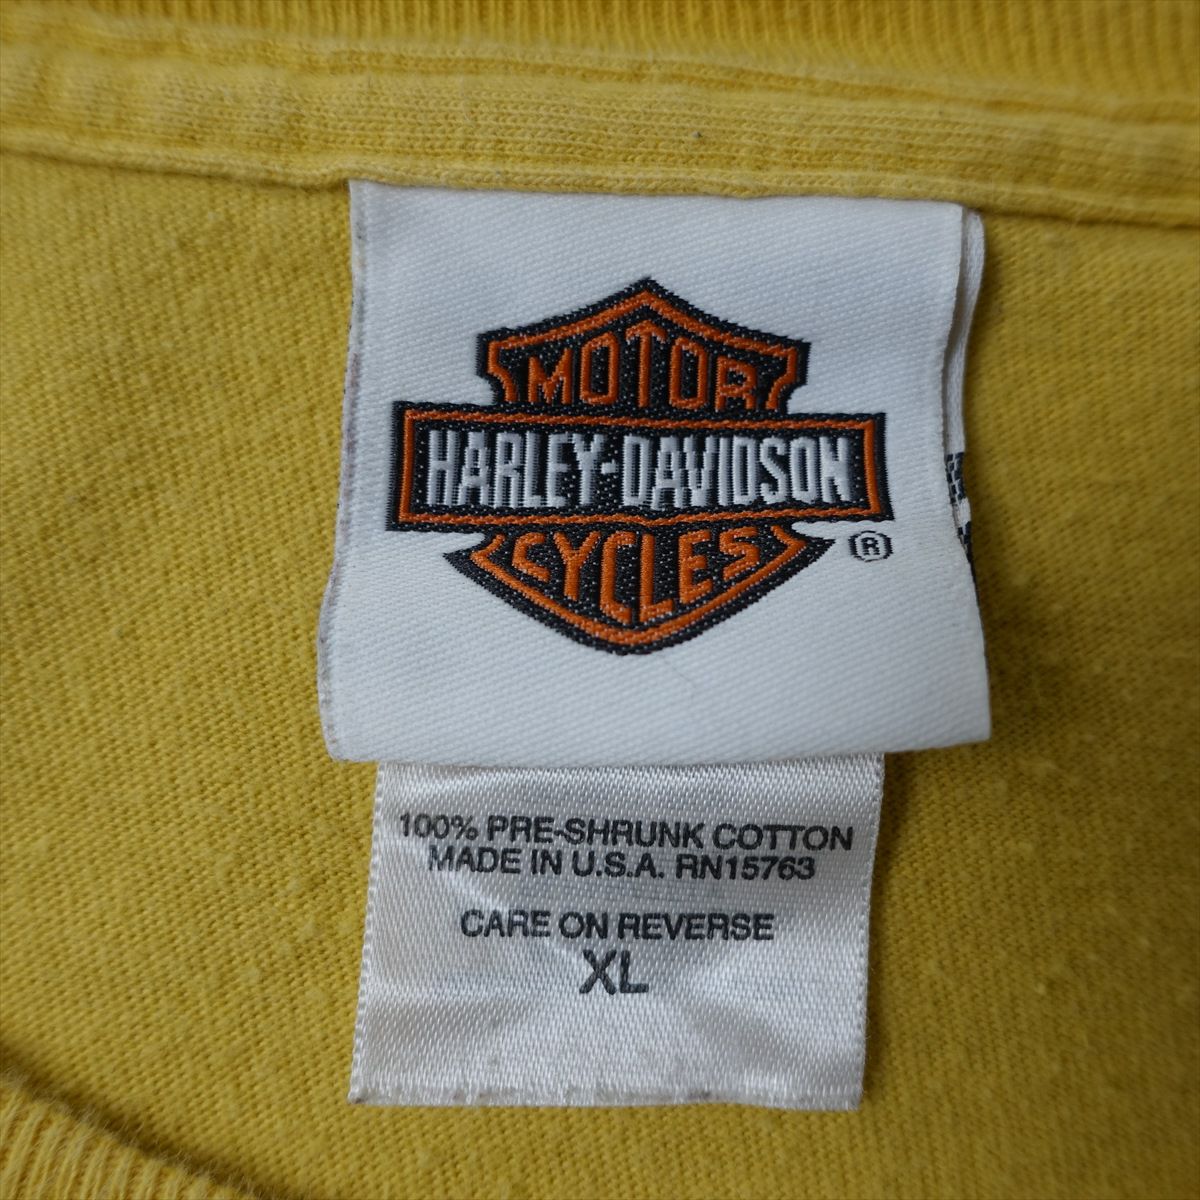 MOTOR
HARLEY-DAVIDSON
CYCLES
®
100% PRE-SHRUNK COTTON
MADE IN U.S.A. RN15763
CARE ON REVERSE
XL